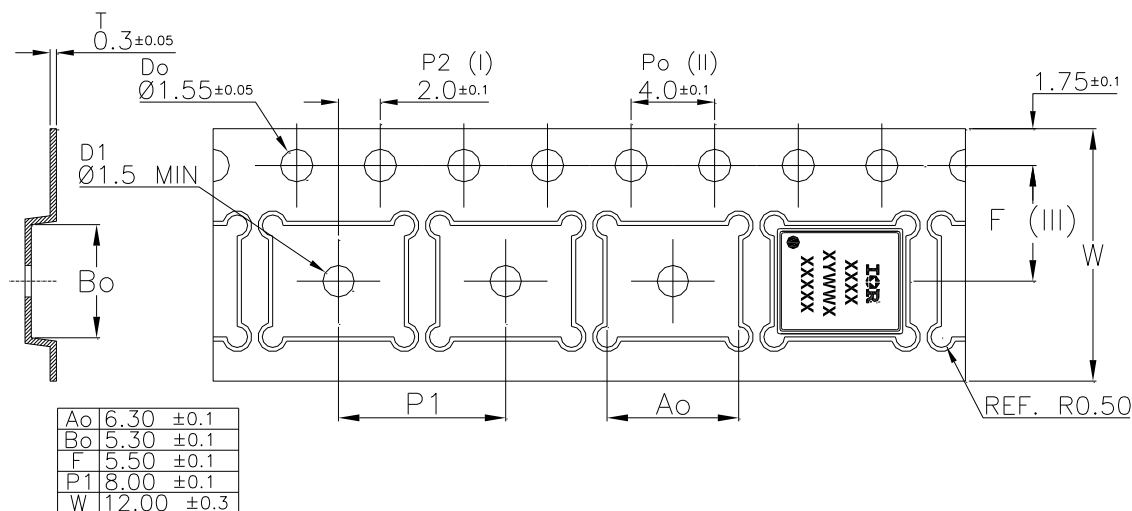 T
0.3±0.05
Do
Ø1.55±0.05
P2 (I)
2.0±0.1
Po (II)
4.0±0.1
1.75±0.1
D1
Ø1.5 MIN
F (III)
W
Bo
IOR
XXXX
XYWWX
XXXXX
P1
Ao
REF. R0.50
Ao 6.30 ±0.1
Bo 5.30 ±0.1
F 5.50 ±0.1
P1 8.00 ±0.1
W 12.00 ±0.3